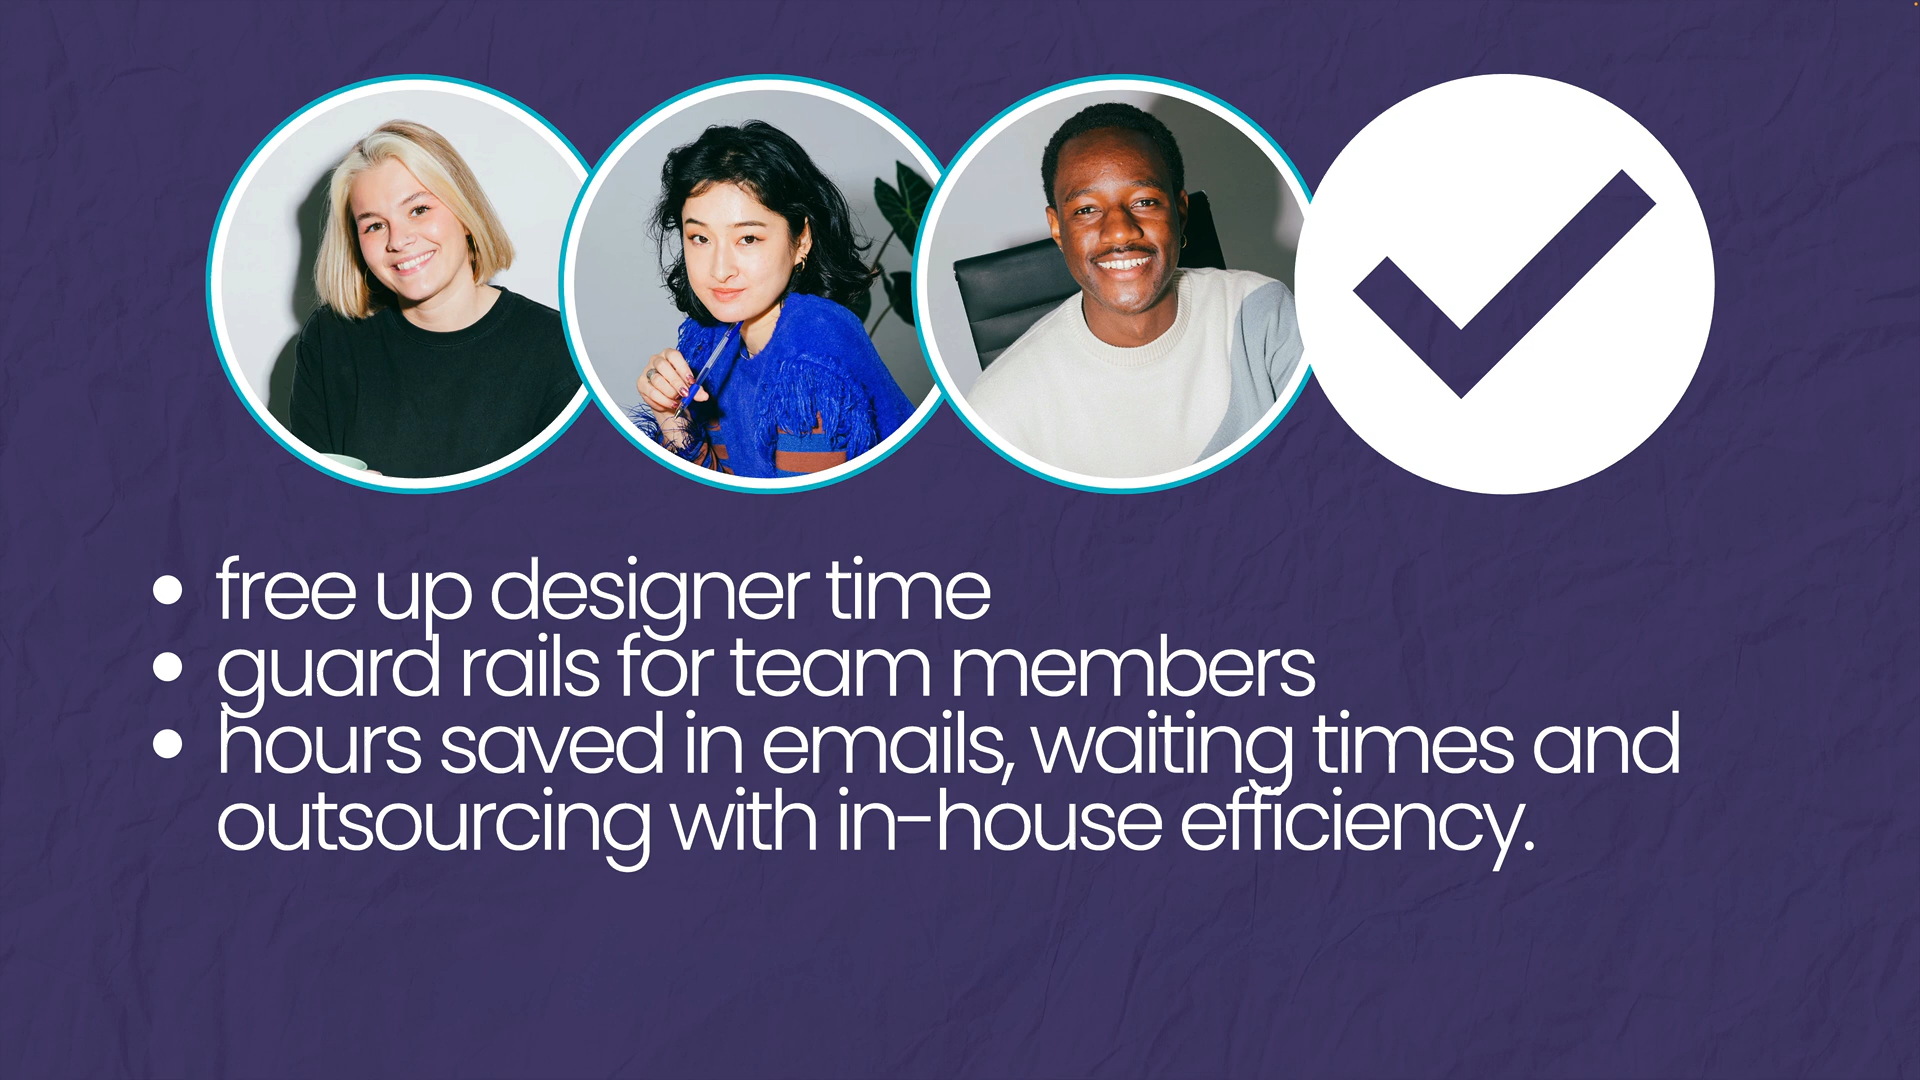 • free up designer time
• guard rails for team members
• hours saved in emails, waiting times and
outsourcing with in-house efficiency.